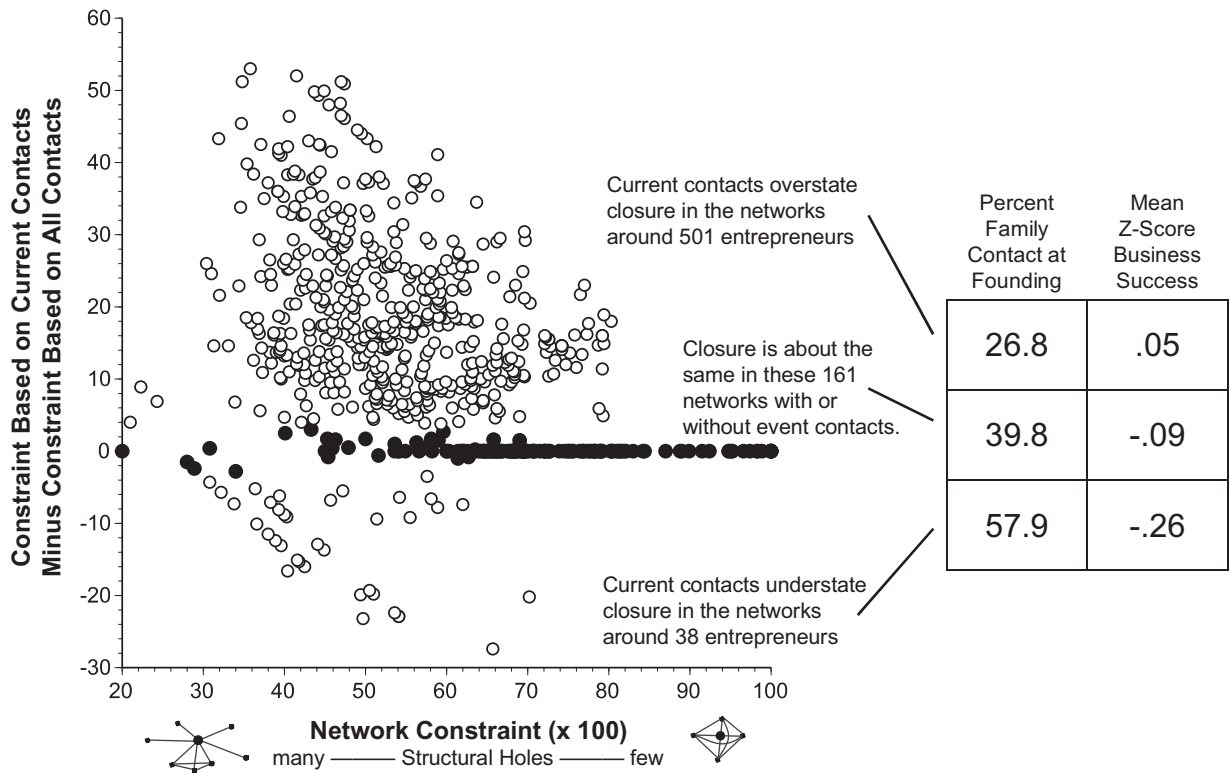 Constraint Based on Current Contacts
Minus Constraint Based on All Contacts
60
50
40
30
20
10
0
-10
-20
-30
20
30
40
50
60
70
80
90
100
Network Constraint (x 100)
many ——— Structural Holes ——— few
Current contacts overstate
closure in the networks
around 501 entrepreneurs
Closure is about the
same in these 161
networks with or
without event contacts.
Current contacts understate
closure in the networks
around 38 entrepreneurs
Percent
Family
Contact at
Founding
Mean
Z-Score
Business
Success
26.8
.05
39.8
-.09
57.9
-.26